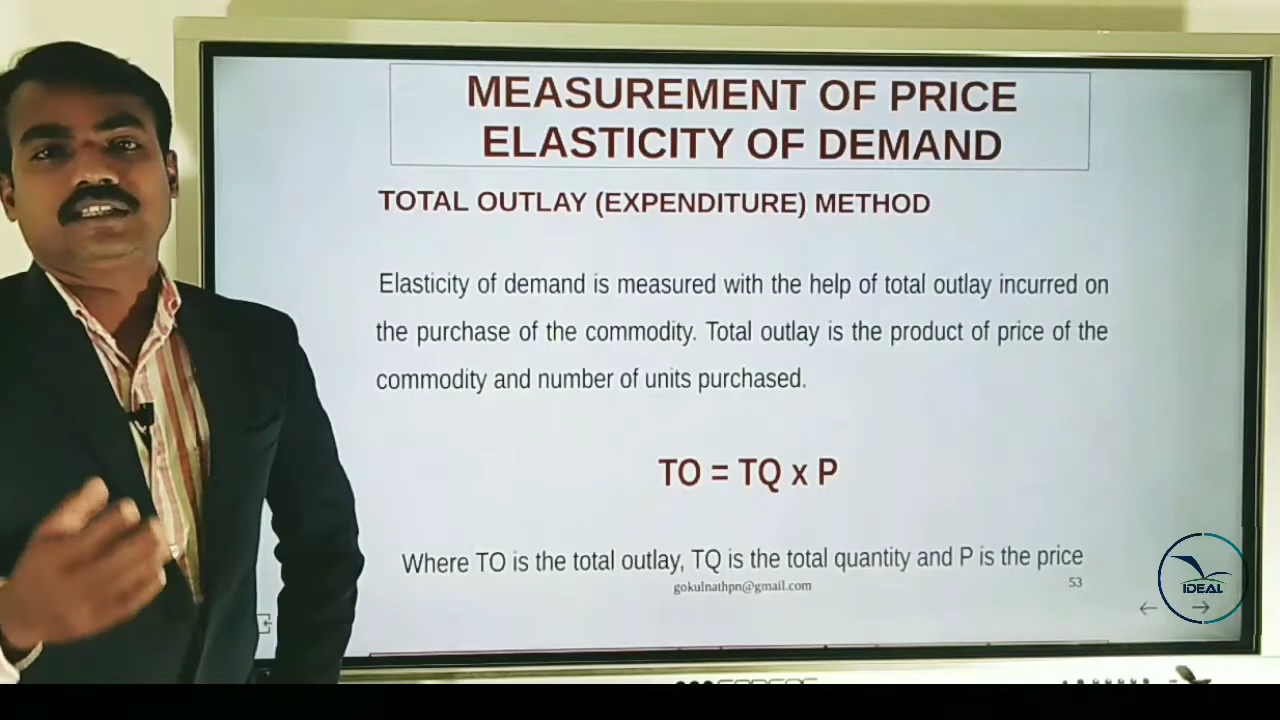 MEASUREMENT OF PRICE
ELASTICITY OF DEMAND
TOTAL OUTLAY (EXPENDITURE) METHOD
Elasticity of demand is measured with the help of total outlay incurred on
the purchase of the commodity. Total outlay is the product of price of the
commodity and number of units purchased.
TO = TQ x P
Where TO is the total outlay, TQ is the total quantity and P is the price
gokulnathpn@gmail.com
53
IDEAL